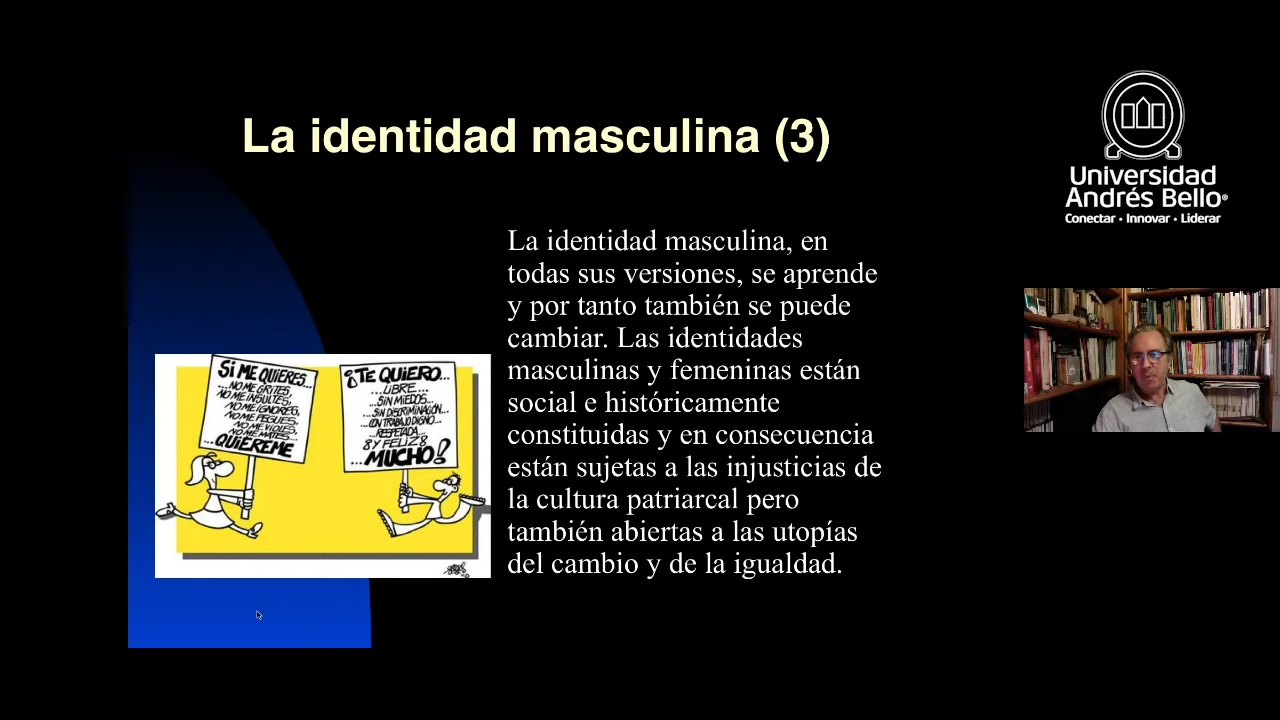 La identidad masculina (3)
Universidad
Andrés Bello®
Conectar • Innovar • Liderar
La identidad masculina, en
todas sus versiones, se aprende
y por tanto también se puede
cambiar. Las identidades
masculinas y femeninas están
social e históricamente
constituidas y en consecuencia
están sujetas a las injusticias de
la cultura patriarcal pero
también abiertas a las utopías
del cambio y de la igualdad.
SI ME QUIERES...
...NO ME GRITES,
NO ME INSULTES,
NO ME IGNORES,
NO ME PEGUES,
NO ME VIOLES,
NO ME MATES...
...QUIEREME
¡TE QUIERO...
...LIBRE...
...SIN MIEDOS...
...SIN DISCRIMINACIÓN...
...CON TRABAJO DIGNO...
...RESPETADA...
...MUCHO!